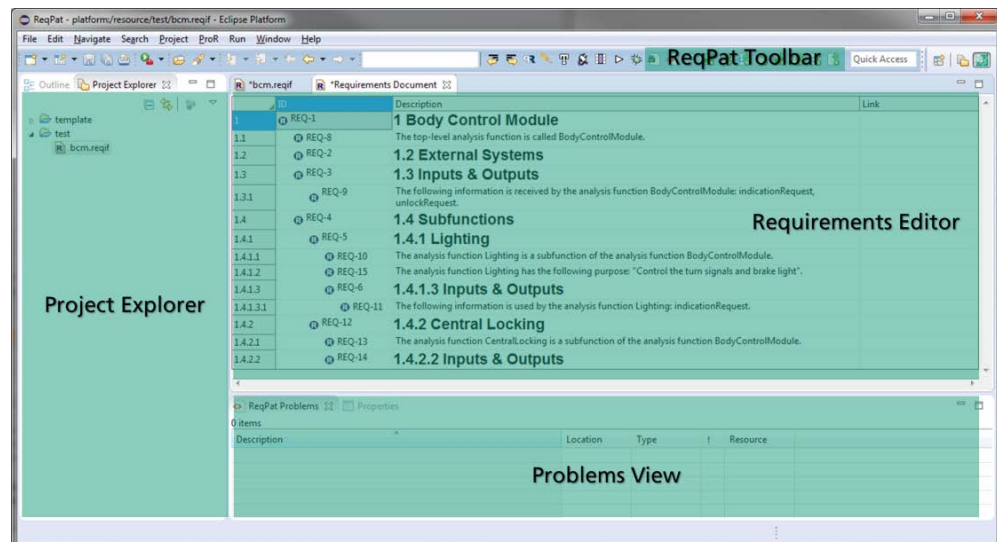 ReqPat - platform:/resource/test/bcm.reqif - Eclipse Platform
File Edit Navigate Search Project ProR Run Window Help
ReqPat Toolbar
Quick Access
Outline Project Explorer
*bcm.reqif *Requirements Document
template
test
bcm.reqif
Project Explorer
ID Description Link
1 REQ-1 1 Body Control Module
1.1 REQ-8 The top-level analysis function is called BodyControlModule.
1.2 REQ-2 1.2 External Systems
1.3 REQ-3 1.3 Inputs & Outputs
1.3.1 REQ-9 The following information is received by the analysis function BodyControlModule: indicationRequest,
unlockRequest.
1.4 REQ-4 1.4 Subfunctions
Requirements Editor
1.4.1 REQ-5 1.4.1 Lighting
1.4.1.1 REQ-10 The analysis function Lighting is a subfunction of the analysis function BodyControlModule.
1.4.1.2 REQ-15 The analysis function Lighting has the following purpose: "Control the turn signals and brake light".
1.4.1.3 REQ-6 1.4.1.3 Inputs & Outputs
1.4.1.3.1 REQ-11 The following information is used by the analysis function Lighting: indicationRequest.
1.4.2 REQ-12 1.4.2 Central Locking
1.4.2.1 REQ-13 The analysis function CentralLocking is a subfunction of the analysis function BodyControlModule.
1.4.2.2 REQ-14 1.4.2.2 Inputs & Outputs
ReqPat Problems Properties
0 items
Description Location Type ! Resource
Problems View